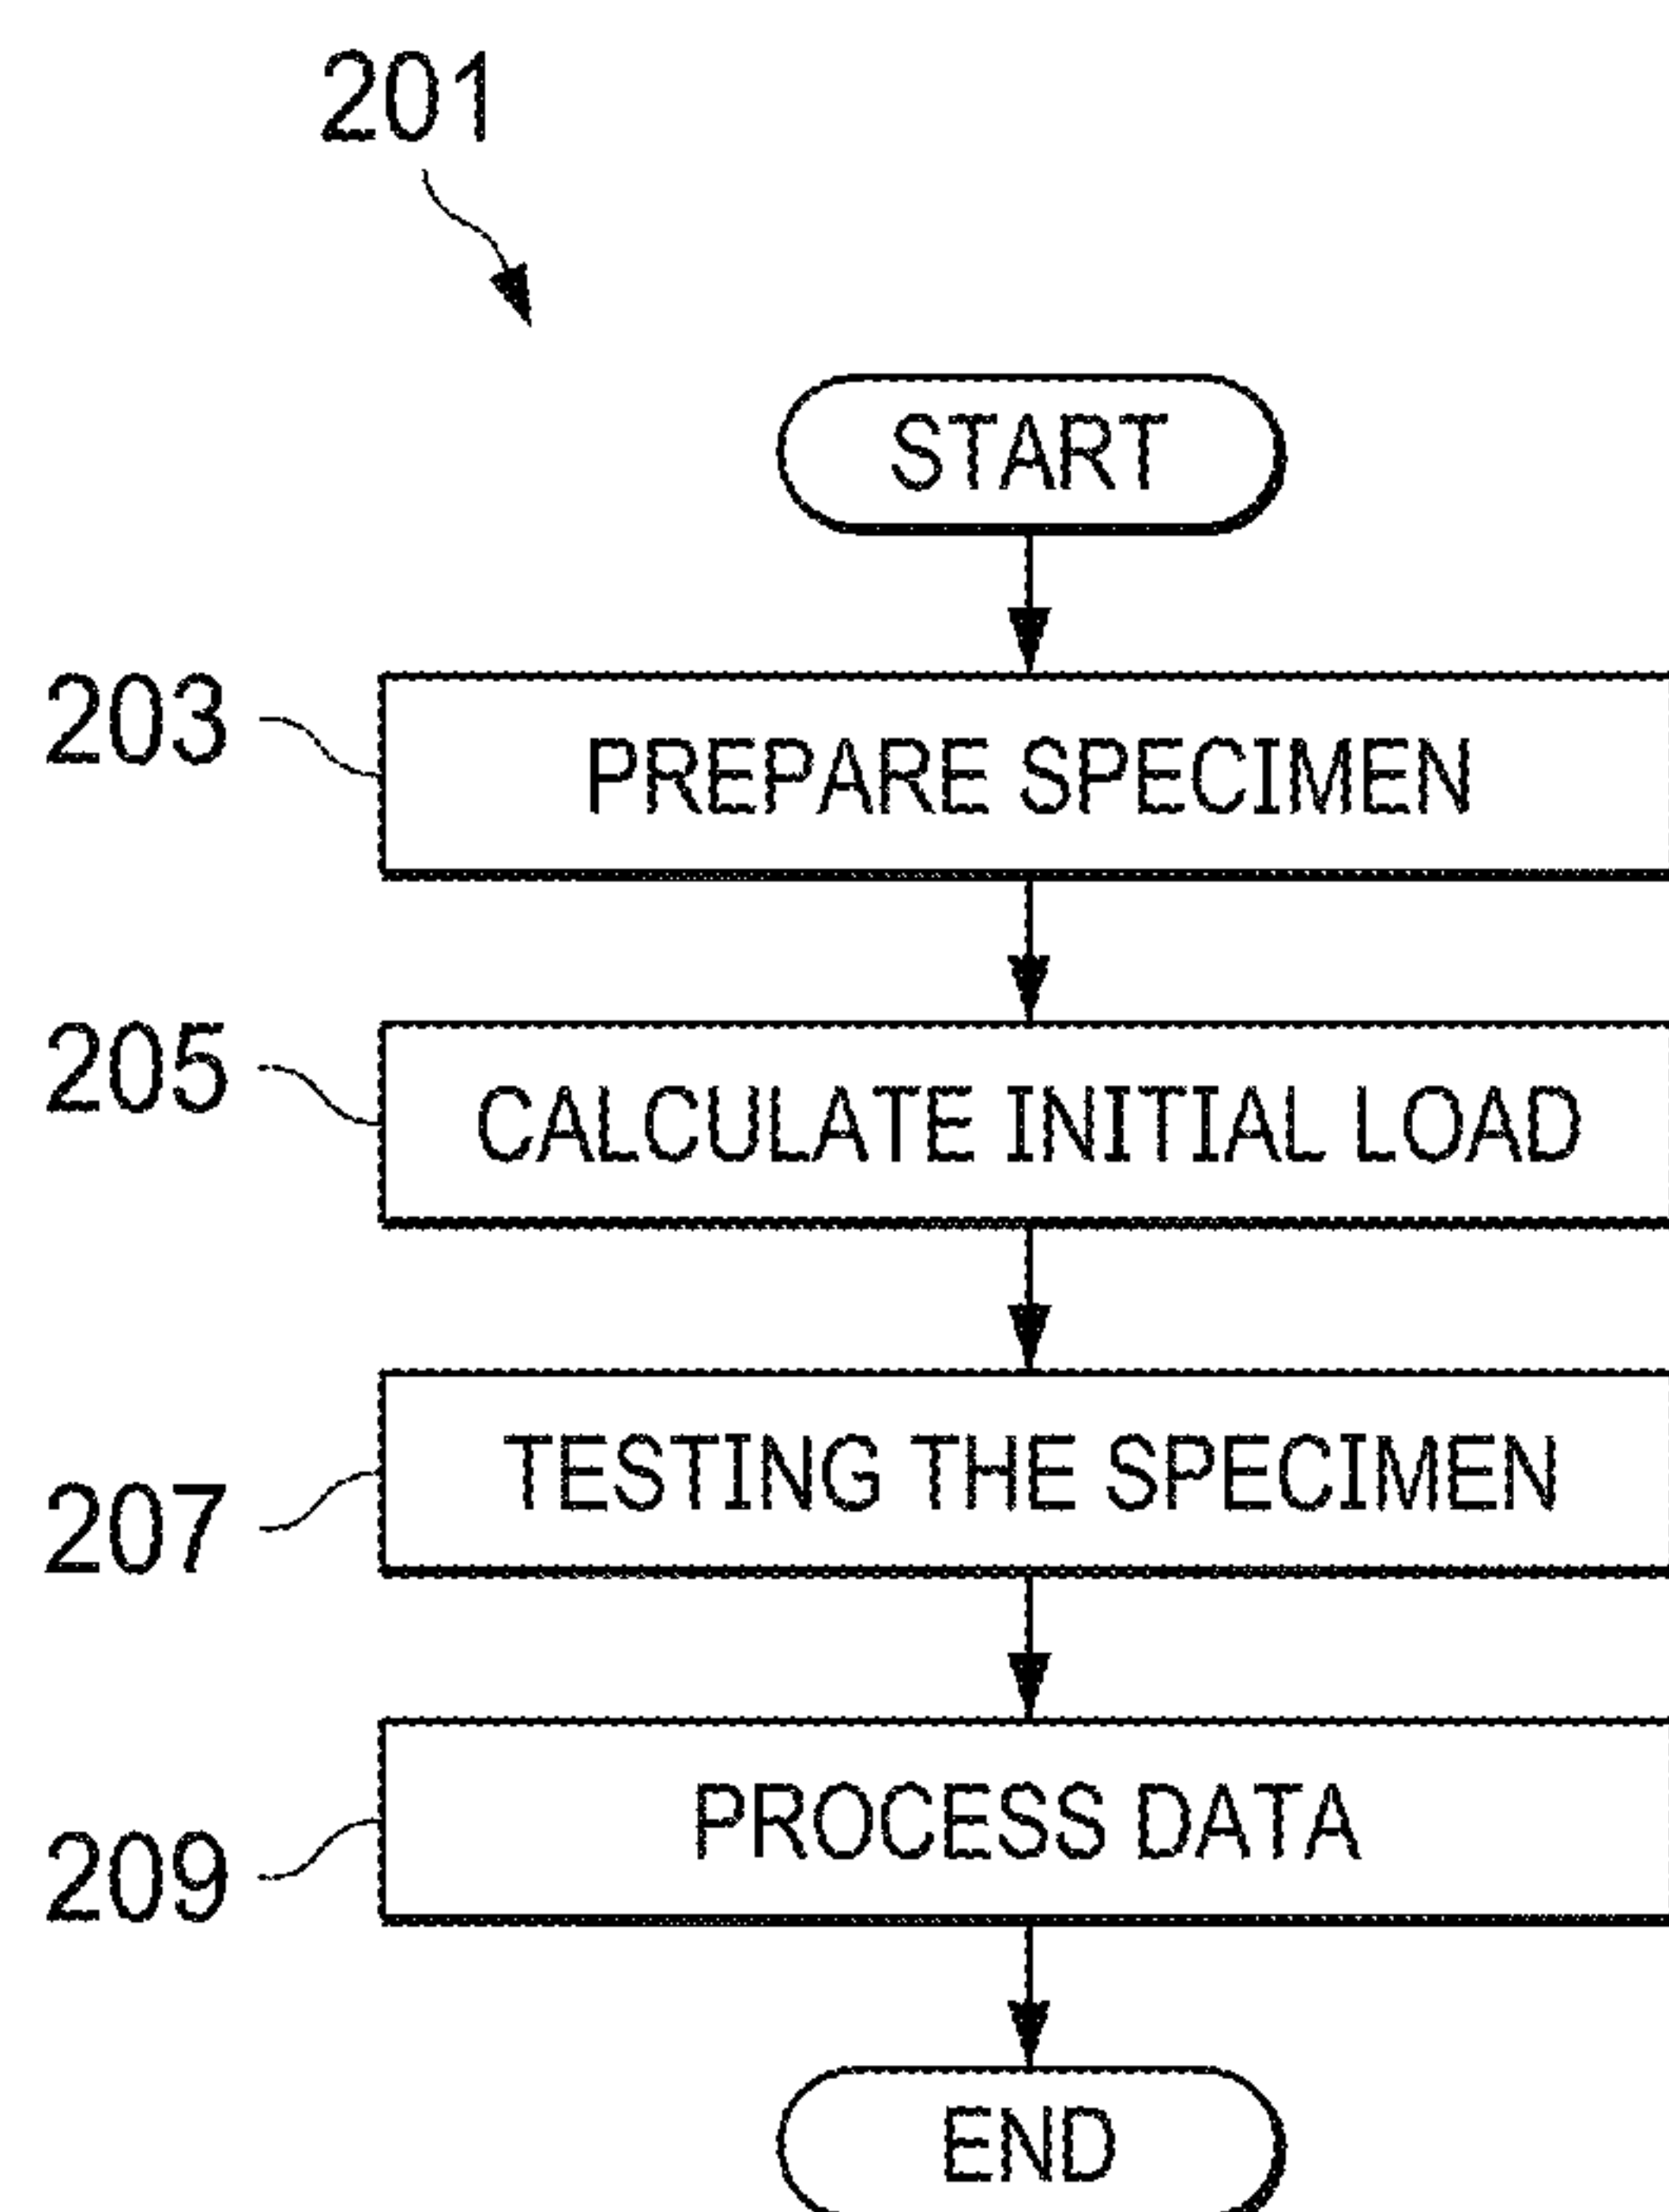 201
START
203
PREPARE SPECIMEN
205
CALCULATE INITIAL LOAD
207
TESTING THE SPECIMEN
209
PROCESS DATA
END